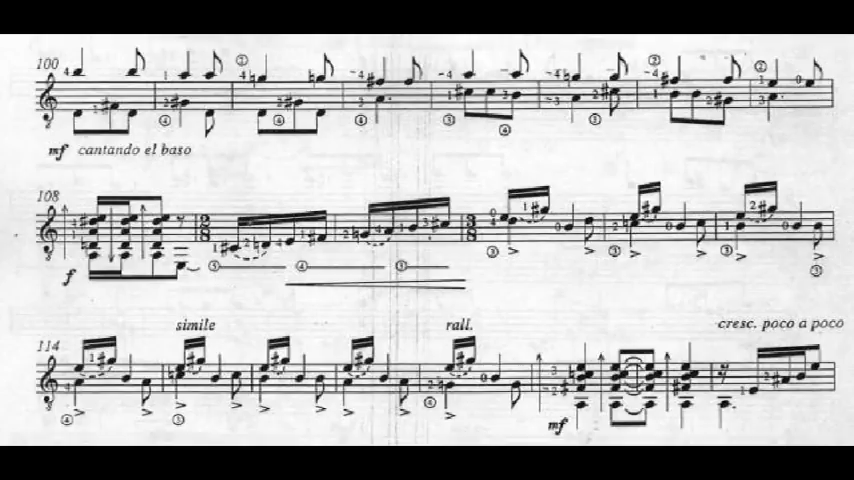 100
mf cantando el baso
108
f
simile rall. cresc. poco a poco
114
mf